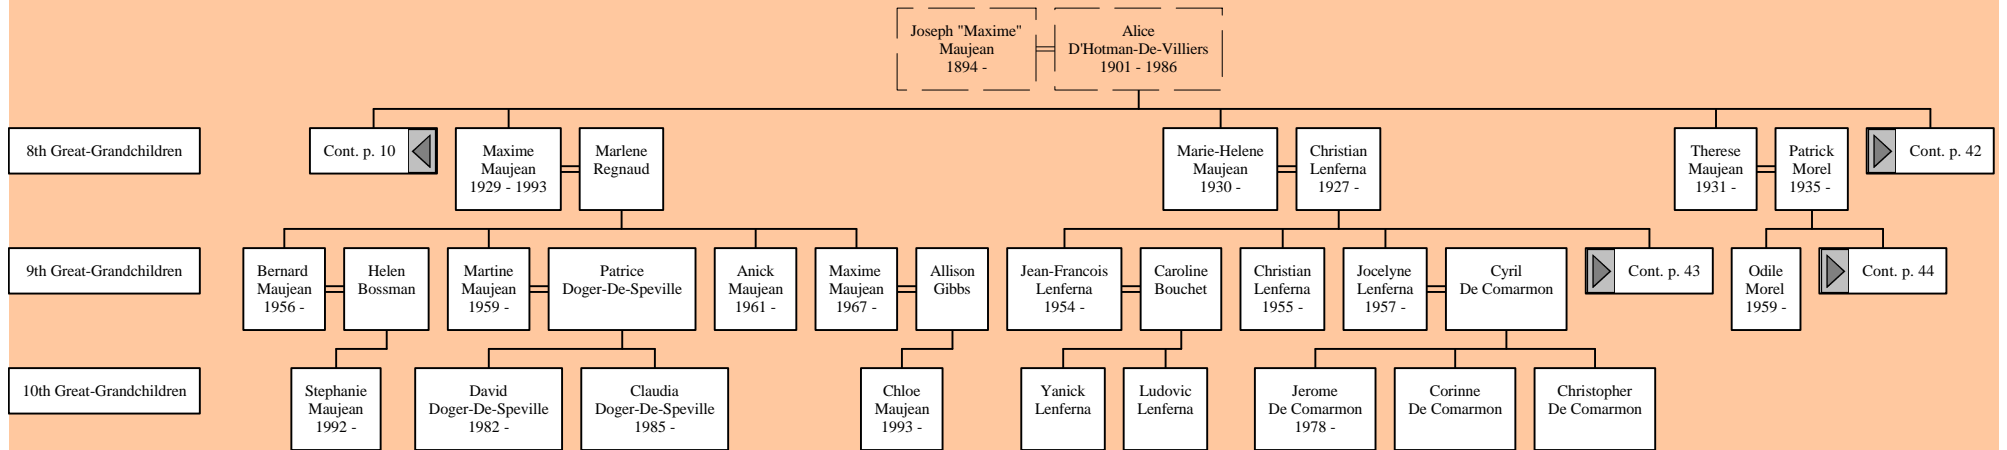 Joseph "Maxime"
Maujean
1894 -
Alice
D'Hotman-De-Villiers
1901 - 1986
8th Great-Grandchildren
Cont. p. 10
Maxime
Maujean
1929 - 1993
Marlene
Regnaud
Marie-Helene
Maujean
1930 -
Christian
Lenferna
1927 -
Therese
Maujean
1931 -
Patrick
Morel
1935 -
Cont. p. 42
9th Great-Grandchildren
Bernard
Maujean
1956 -
Helen
Bossman
Martine
Maujean
1959 -
Patrice
Doger-De-Speville
Anick
Maujean
1961 -
Maxime
Maujean
1967 -
Allison
Gibbs
Jean-Francois
Lenferna
1954 -
Caroline
Bouchet
Christian
Lenferna
1955 -
Jocelyne
Lenferna
1957 -
Cyril
De Comarmon
Cont. p. 43
Odile
Morel
1959 -
Cont. p. 44
10th Great-Grandchildren
Stephanie
Maujean
1992 -
David
Doger-De-Speville
1982 -
Claudia
Doger-De-Speville
1985 -
Chloe
Maujean
1993 -
Yanick
Lenferna
Ludovic
Lenferna
Jerome
De Comarmon
1978 -
Corinne
De Comarmon
Christopher
De Comarmon